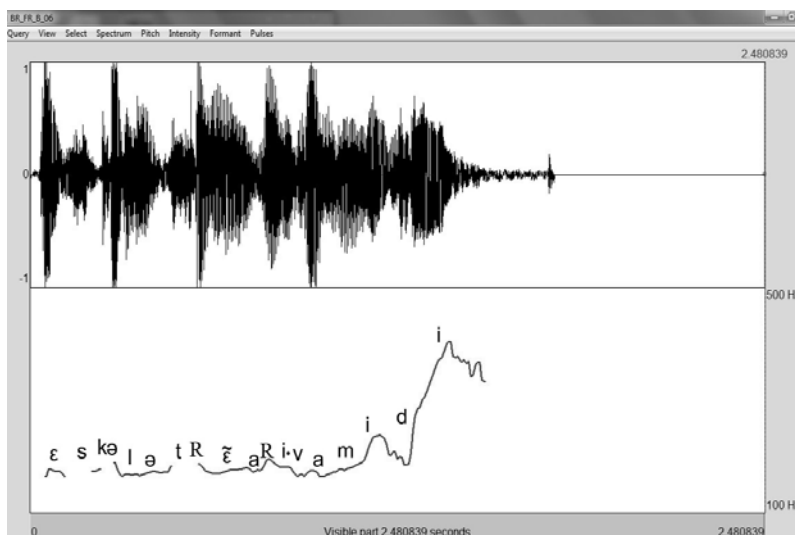 BR_FR_B_06
Query View Select Spectrum Pitch Intensity Formant Pulses
2.480839
1
0
-1
500 H
ɛ s kə l ə t R ɛ̃ a R i·v a m i d i
100 H
0 Visible part 2.480839 seconds 2.480839